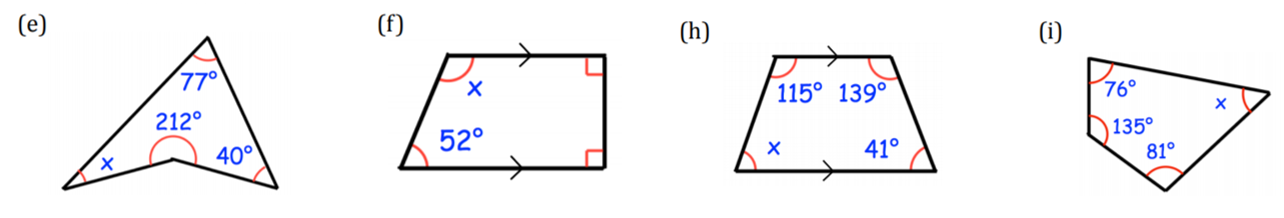 (e)
77°
212°
x
40°
(f)
x
52°
(h)
115° 139°
x
41°
(i)
76°
x
135°
81°